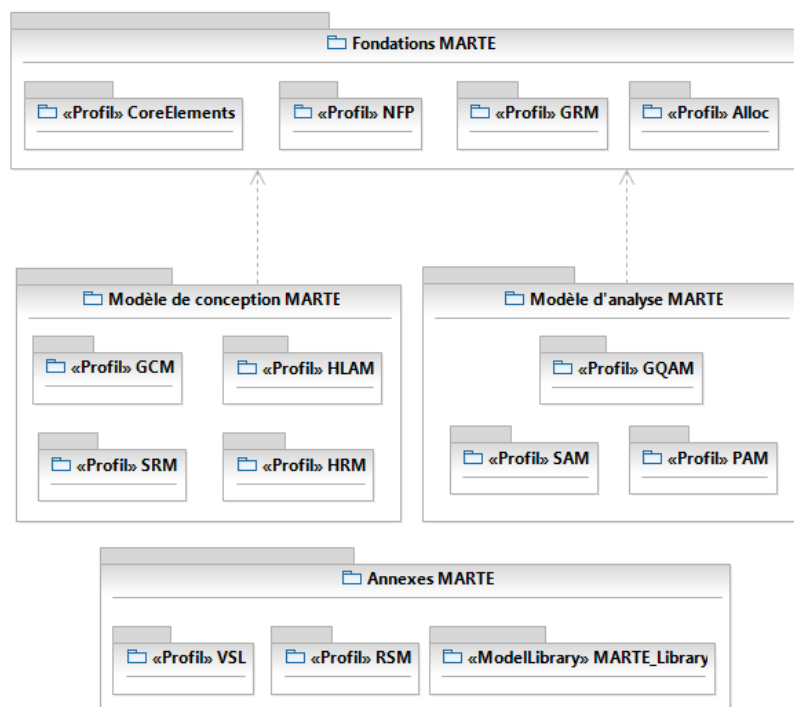 Fondations MARTE
«Profil» CoreElements
«Profil» NFP
«Profil» GRM
«Profil» Alloc
Modèle de conception MARTE
«Profil» GCM
«Profil» HLAM
«Profil» SRM
«Profil» HRM
Modèle d'analyse MARTE
«Profil» GQAM
«Profil» SAM
«Profil» PAM
Annexes MARTE
«Profil» VSL
«Profil» RSM
«ModelLibrary» MARTE_Library